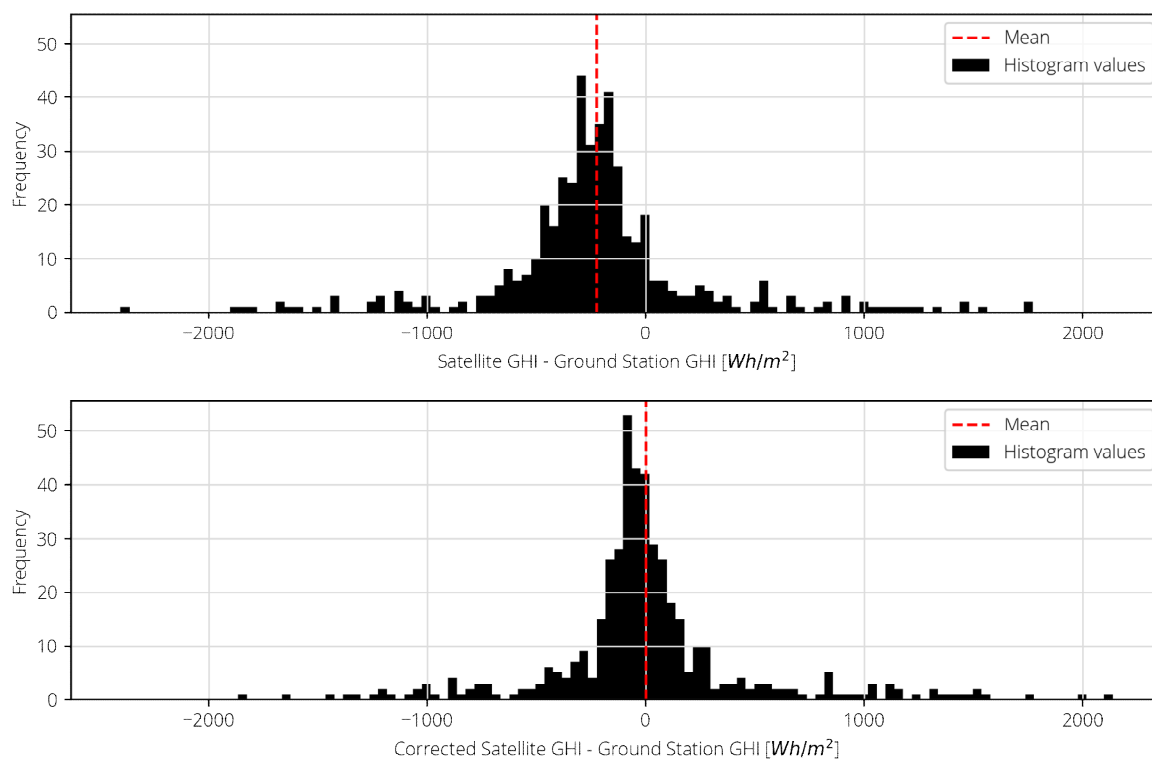 50
40
30
20
10
0
Frequency
Mean
Histogram values
−2000
−1000
0
1000
2000
Satellite GHI - Ground Station GHI [Wh/m²]
50
40
30
20
10
0
Frequency
Mean
Histogram values
−2000
−1000
0
1000
2000
Corrected Satellite GHI - Ground Station GHI [Wh/m²]